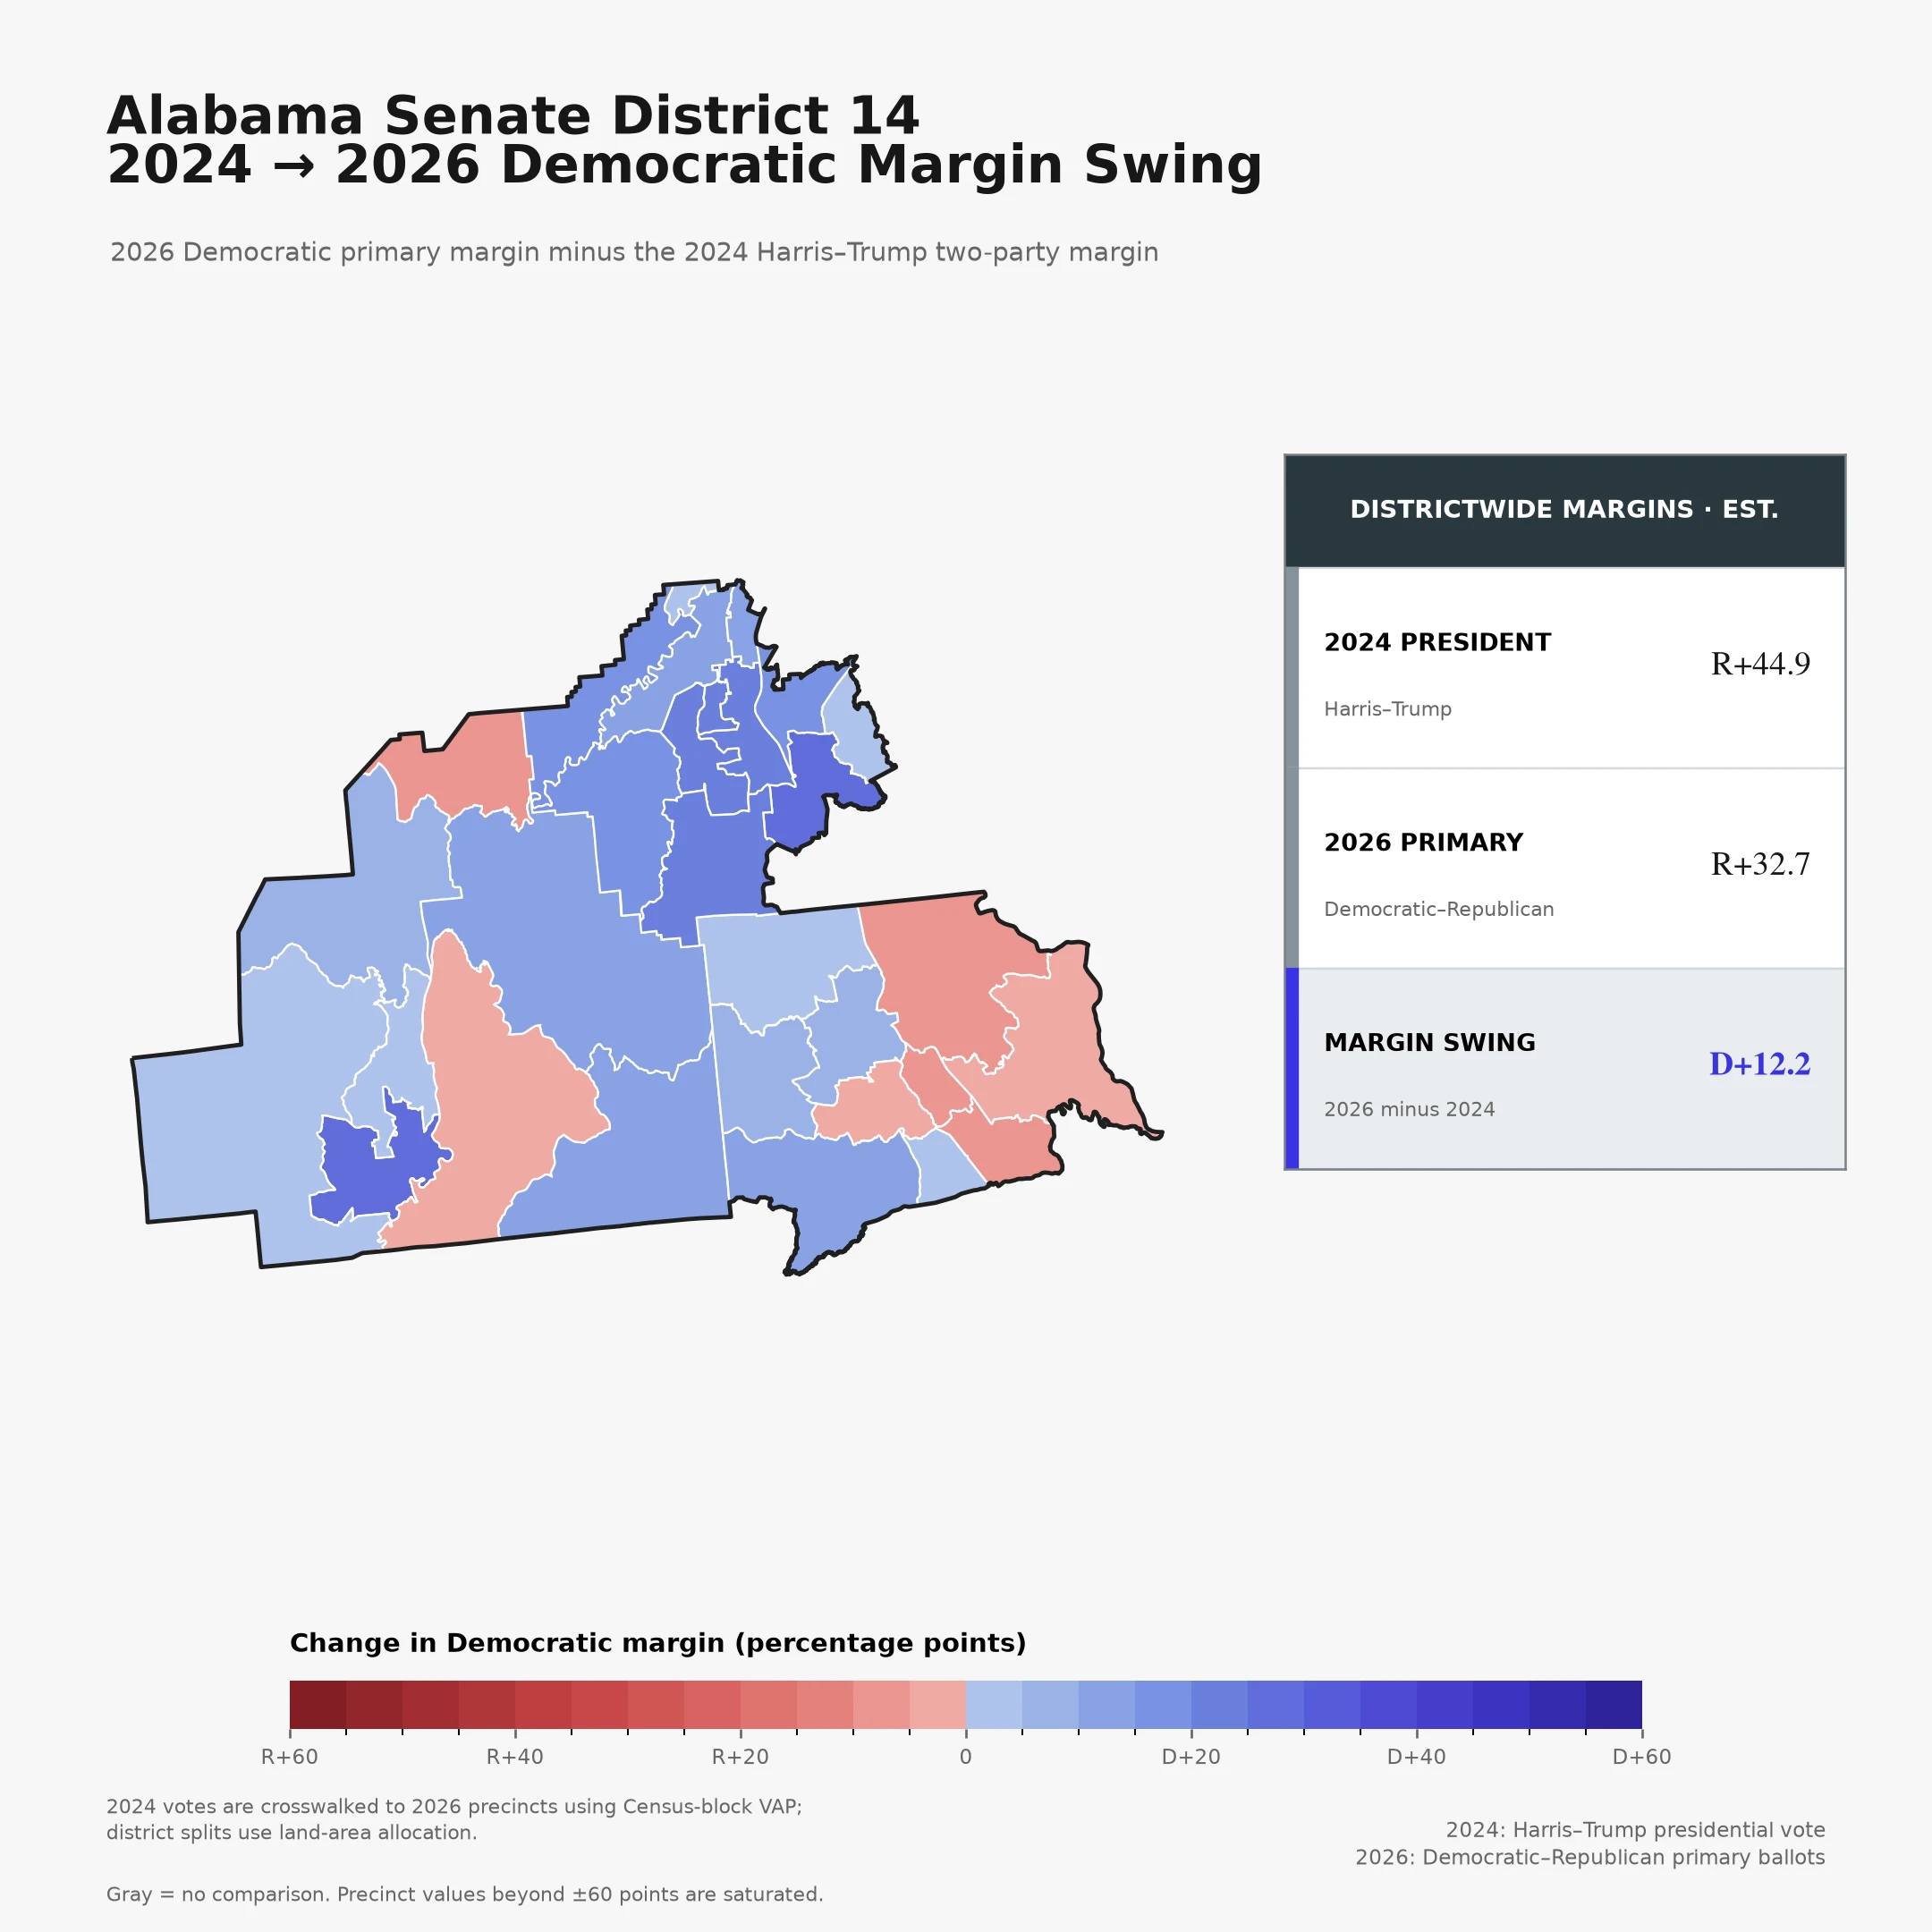 Alabama Senate District 14
2024 → 2026 Democratic Margin Swing
2026 Democratic primary margin minus the 2024 Harris–Trump two-party margin
DISTRICTWIDE MARGINS · EST.
2024 PRESIDENT
R+44.9
Harris–Trump
2026 PRIMARY
R+32.7
Democratic–Republican
MARGIN SWING
D+12.2
2026 minus 2024
Change in Democratic margin (percentage points)
R+60 R+40 R+20 0 D+20 D+40 D+60
2024 votes are crosswalked to 2026 precincts using Census-block VAP;
district splits use land-area allocation.
Gray = no comparison. Precinct values beyond ±60 points are saturated.
2024: Harris–Trump presidential vote
2026: Democratic–Republican primary ballots